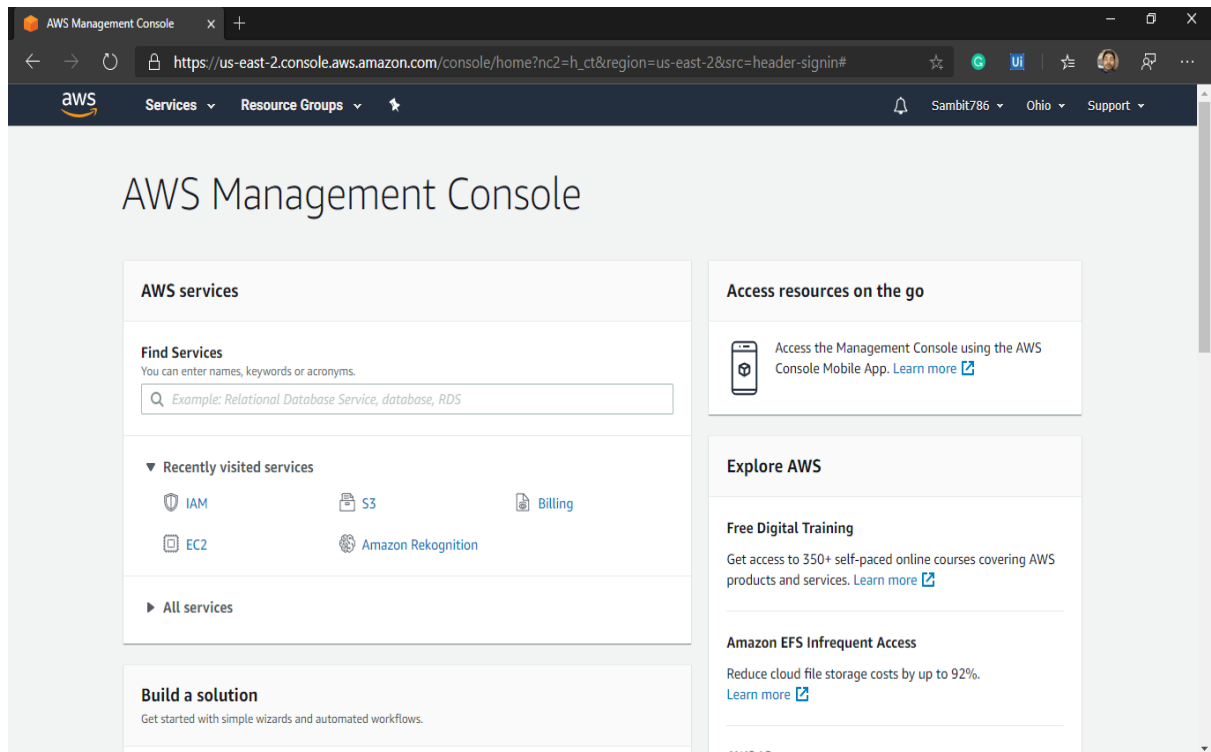 AWS Management Console
https://us-east-2.console.aws.amazon.com/console/home?nc2=h_ct&region=us-east-2&src=header-signin#
G
Ui
aws
Services
Resource Groups
Sambit786
Ohio
Support
AWS Management Console
AWS services
Find Services
You can enter names, keywords or acronyms.
Example: Relational Database Service, database, RDS
Recently visited services
IAM
S3
Billing
EC2
Amazon Rekognition
All services
Build a solution
Get started with simple wizards and automated workflows.
Access resources on the go
Access the Management Console using the AWS
Console Mobile App. Learn more
Explore AWS
Free Digital Training
Get access to 350+ self-paced online courses covering AWS
products and services. Learn more
Amazon EFS Infrequent Access
Reduce cloud file storage costs by up to 92%.
Learn more